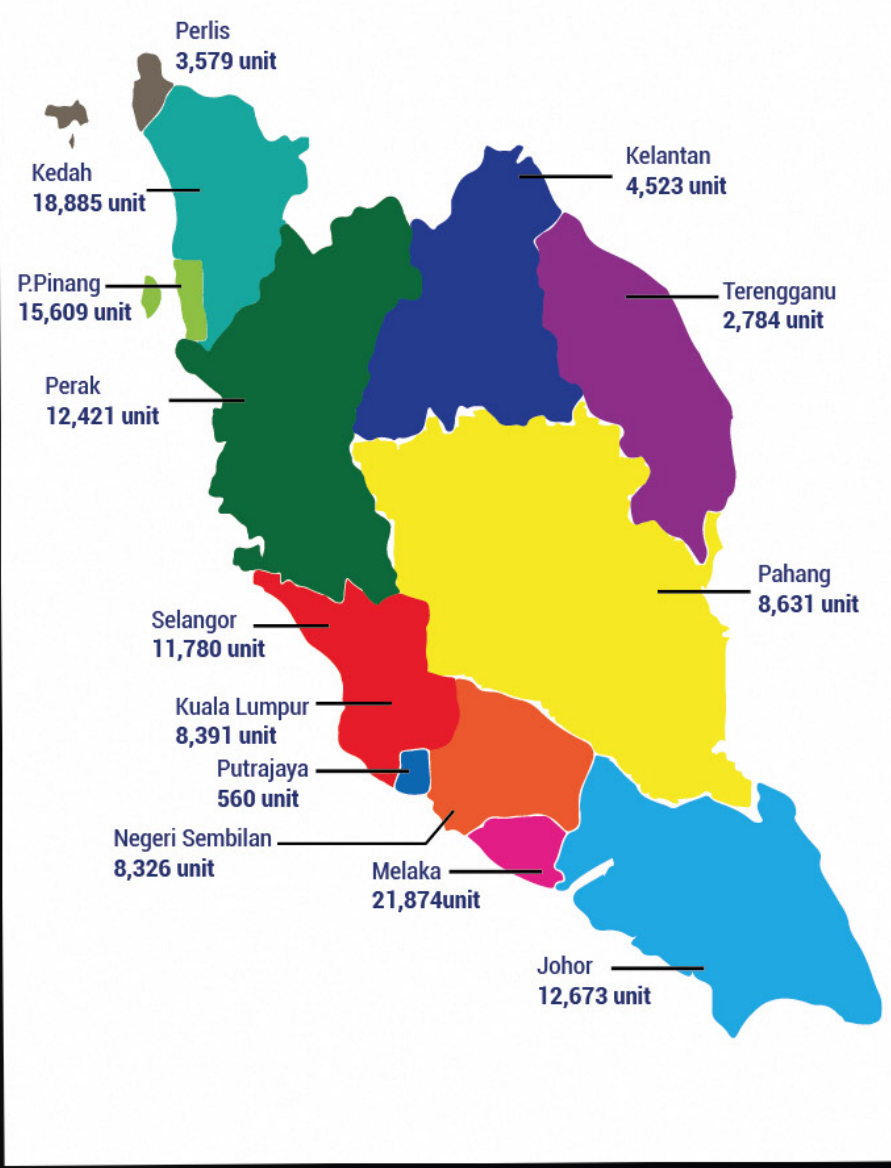 Perlis
3,579 unit
Kedah
18,885 unit
Kelantan
4,523 unit
P.Pinang
15,609 unit
Terengganu
2,784 unit
Perak
12,421 unit
Pahang
8,631 unit
Selangor
11,780 unit
Kuala Lumpur
8,391 unit
Putrajaya
560 unit
Negeri Sembilan
8,326 unit
Melaka
21,874unit
Johor
12,673 unit